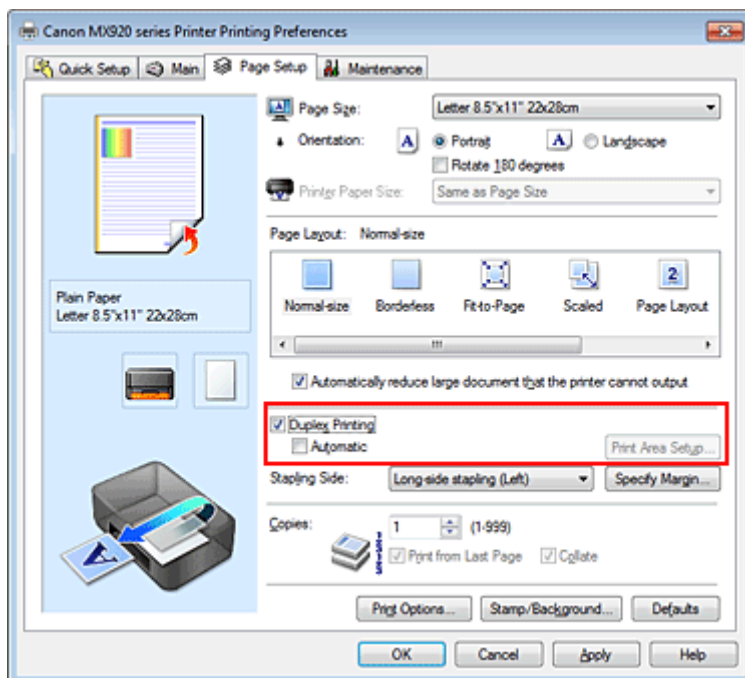 Canon MX920 series Printer Printing Preferences
Quick Setup Main Page Setup Maintenance
Page Size: Letter 8.5"x11" 22x28cm
Orientation: A Portrait A Landscape
Rotate 180 degrees
Printer Paper Size: Same as Page Size
Page Layout: Normal-size
2
Normal-size Borderless Fit-to-Page Scaled Page Layout
Plain Paper
Letter 8.5"x11" 22x28cm
Automatically reduce large document that the printer cannot output
Duplex Printing
Automatic Print Area Setup...
Stapling Side: Long-side stapling (Left) Specify Margin...
Copies: 1 (1-999)
Print from Last Page Collate
Print Options... Stamp/Background... Defaults
OK Cancel Apply Help